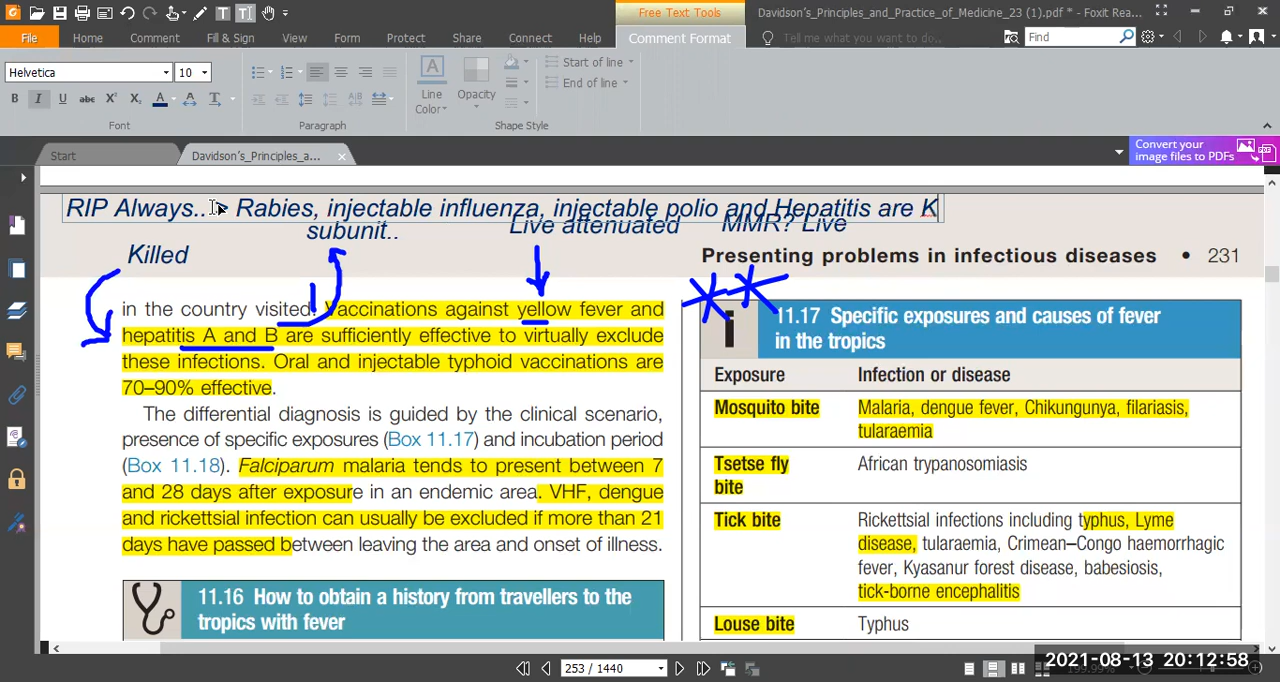 Free Text Tools
Davidson's_Principles_and_Practice_of_Medicine_23 (1).pdf * - Foxit Rea...
File Home Comment Fill & Sign View Form Protect Share Connect Help Comment Format Tell me what you want to do.. Find
Helvetica 10
B I U abc X² X₂ A A T
Font
Paragraph
Line Color
Opacity
Start of line
End of line
Shape Style
Start
Davidson's_Principles_a...
Convert your image files to PDFs
RIP Always..> Rabies, injectable influenza, injectable polio and Hepatitis are K
subunit..
Live attenuated
MMR? Live
Killed
Presenting problems in infectious diseases • 231
in the country visited. Vaccinations against yellow fever and
hepatitis A and B are sufficiently effective to virtually exclude
these infections. Oral and injectable typhoid vaccinations are
70–90% effective.
The differential diagnosis is guided by the clinical scenario,
presence of specific exposures (Box 11.17) and incubation period
(Box 11.18). Falciparum malaria tends to present between 7
and 28 days after exposure in an endemic area. VHF, dengue
and rickettsial infection can usually be excluded if more than 21
days have passed between leaving the area and onset of illness.
11.16 How to obtain a history from travellers to the
tropics with fever
i
11.17 Specific exposures and causes of fever
in the tropics
Exposure Infection or disease
Mosquito bite Malaria, dengue fever, Chikungunya, filariasis,
tularaemia
Tsetse fly African trypanosomiasis
bite
Tick bite Rickettsial infections including typhus, Lyme
disease, tularaemia, Crimean–Congo haemorrhagic
fever, Kyasanur forest disease, babesiosis,
tick-borne encephalitis
Louse bite Typhus
253 / 1440
2021-08-13 20:12:58